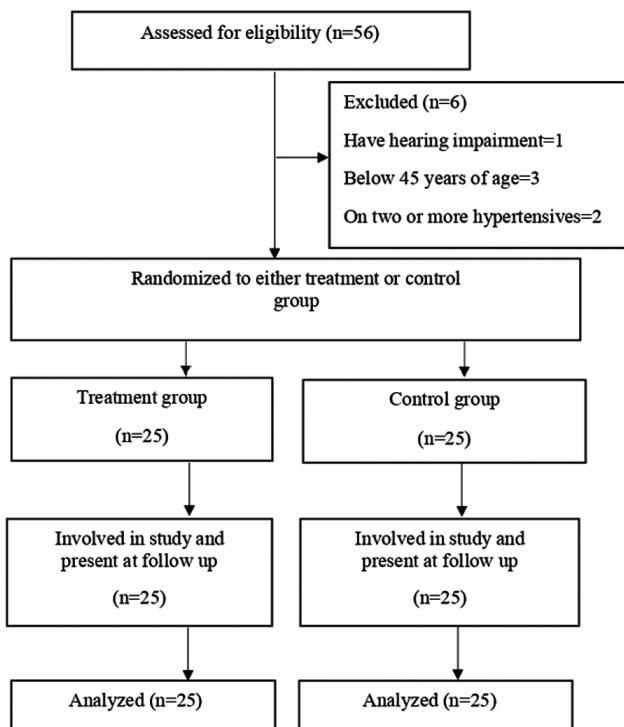 Assessed for eligibility (n=56)
Excluded (n=6)
Have hearing impairment=1
Below 45 years of age=3
On two or more hypertensives=2
Randomized to either treatment or control
group
Treatment group
(n=25)
Control group
(n=25)
Involved in study and
present at follow up
(n=25)
Involved in study and
present at follow up
(n=25)
Analyzed (n=25)
Analyzed (n=25)